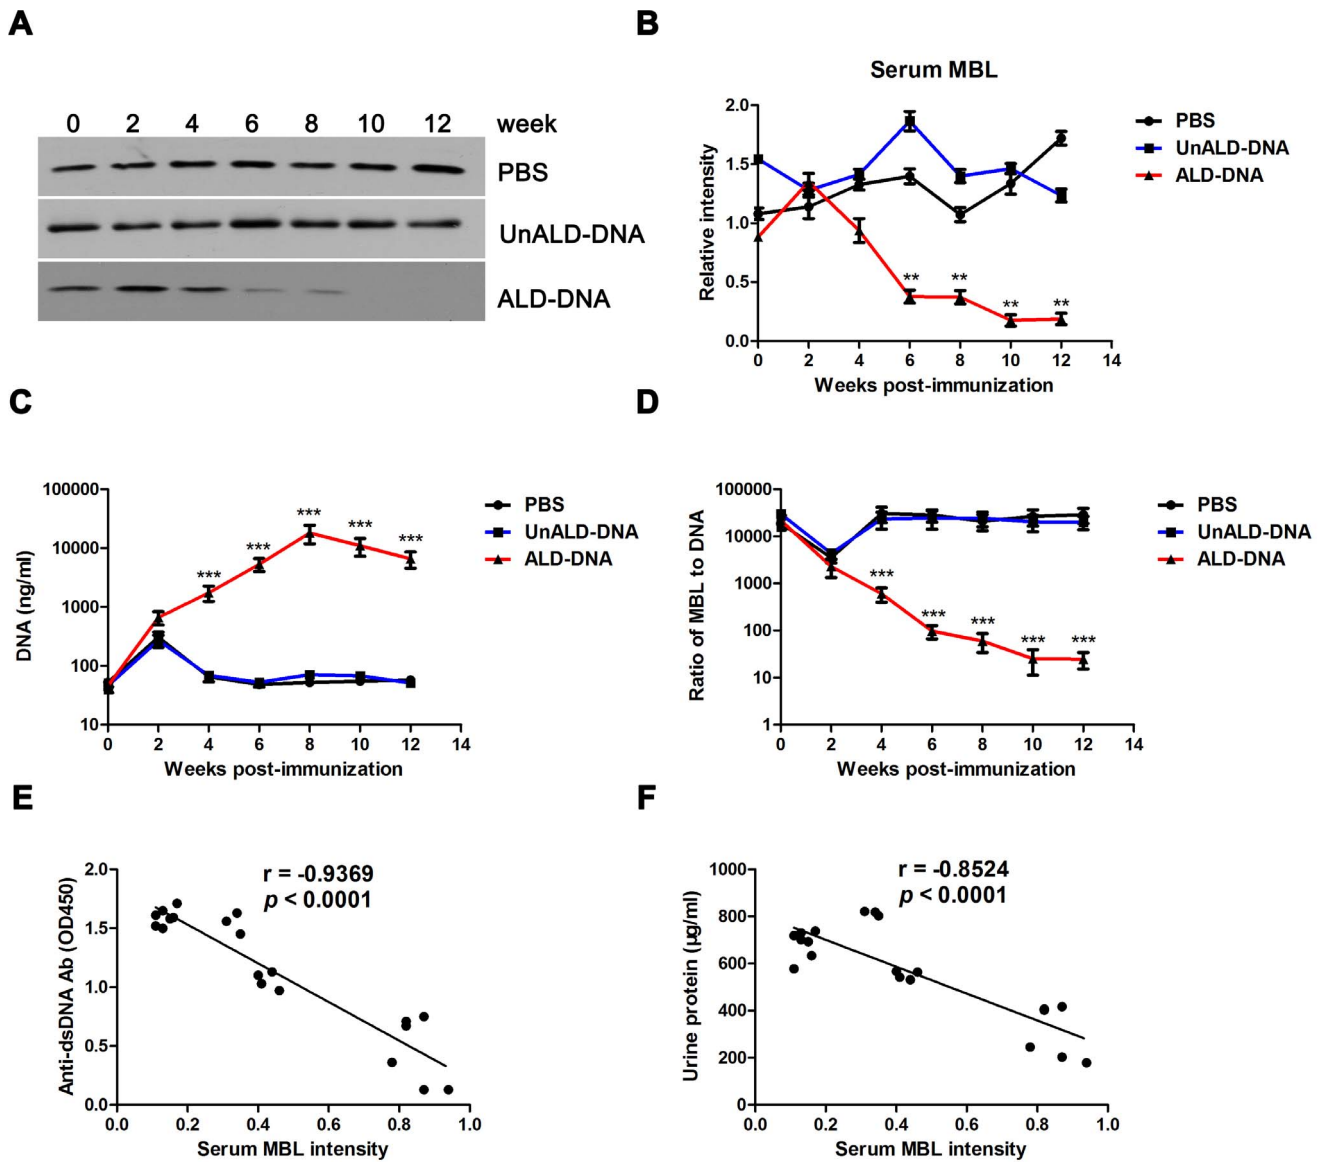 A
0 2 4 6 8 10 12 week
PBS
UnALD-DNA
ALD-DNA
B
Serum MBL
2.0
1.5
1.0
0.5
0.0
Relative intensity
** ** ** **
0 2 4 6 8 10 12 14
Weeks post-immunization
PBS
UnALD-DNA
ALD-DNA
C
100000
10000
1000
100
10
DNA (ng/ml)
*** *** *** *** ***
0 2 4 6 8 10 12 14
Weeks post-immunization
PBS
UnALD-DNA
ALD-DNA
D
100000
10000
1000
100
10
1
Ratio of MBL to DNA
*** *** *** *** ***
0 2 4 6 8 10 12 14
Weeks post-immunization
PBS
UnALD-DNA
ALD-DNA
E
r = -0.9369
p < 0.0001
2.0
1.5
1.0
0.5
0.0
Anti-dsDNA Ab (OD450)
0.0 0.2 0.4 0.6 0.8 1.0
Serum MBL intensity
F
r = -0.8524
p < 0.0001
1000
800
600
400
200
0
Urine protein (µg/ml)
0.0 0.2 0.4 0.6 0.8 1.0
Serum MBL intensity